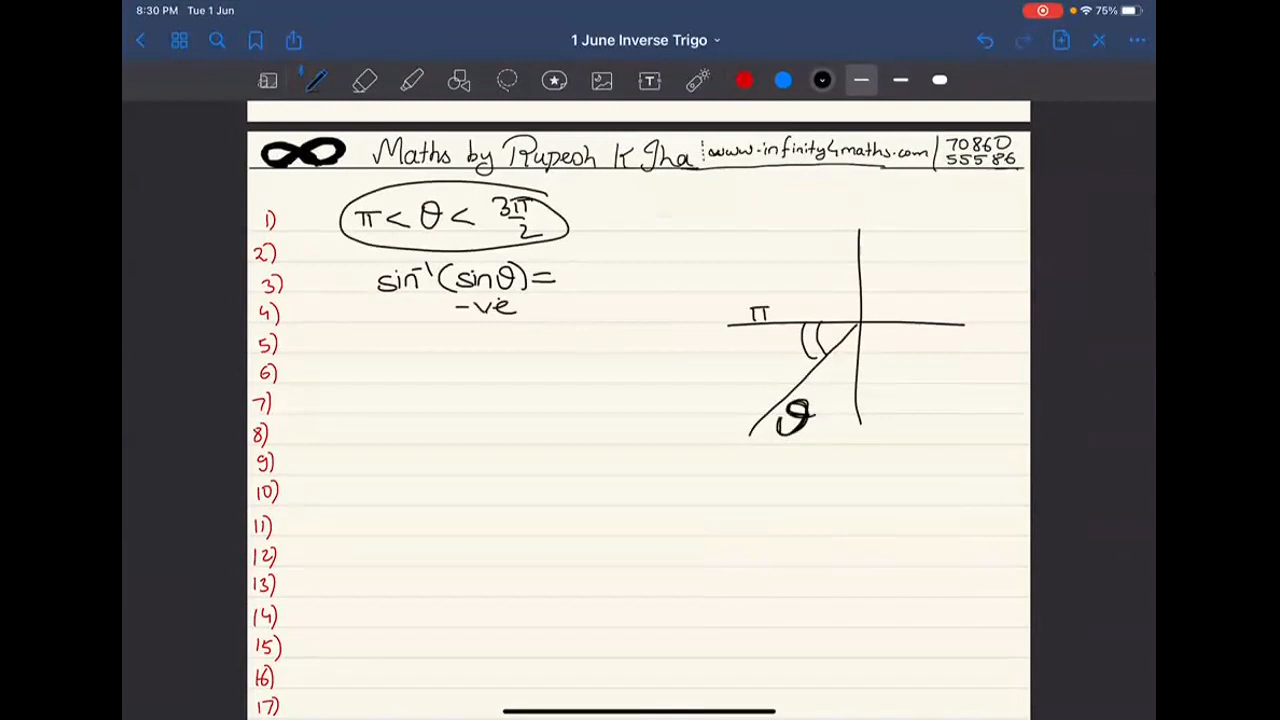 8:30 PM Tue 1 Jun 75%
1 June Inverse Trigo
T
∞ Maths by Rupesh K Jha www.infinity4maths.com 70860
55586
1) π < θ < 3π/2
2)
3) sin⁻¹(sinθ) =
4) -ve
π
5)
6)
7)
θ
8)
9)
10)
11)
12)
13)
14)
15)
16)
17)